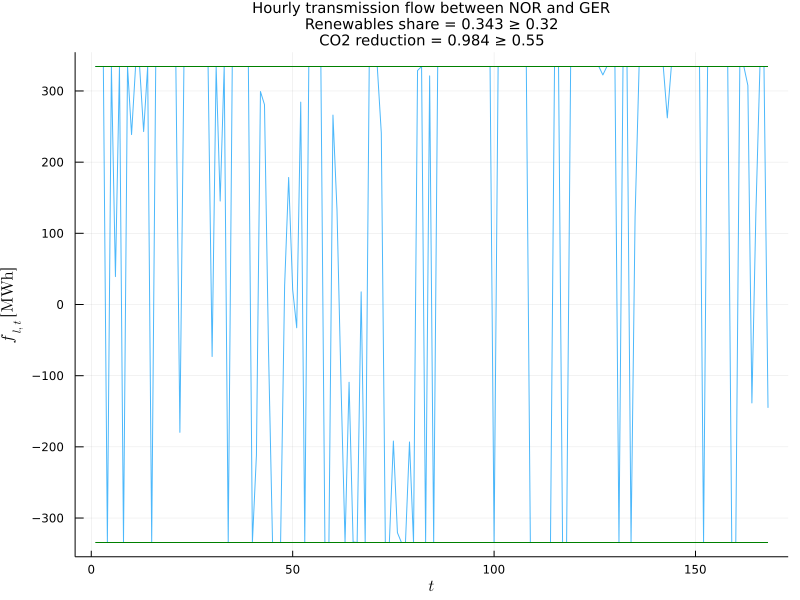 Hourly transmission flow between NOR and GER
Renewables share = 0.343 ≥ 0.32
CO2 reduction = 0.984 ≥ 0.55
300
200
100
0
−100
−200
−300
f l,t [MWh]
0
50
100
150
t